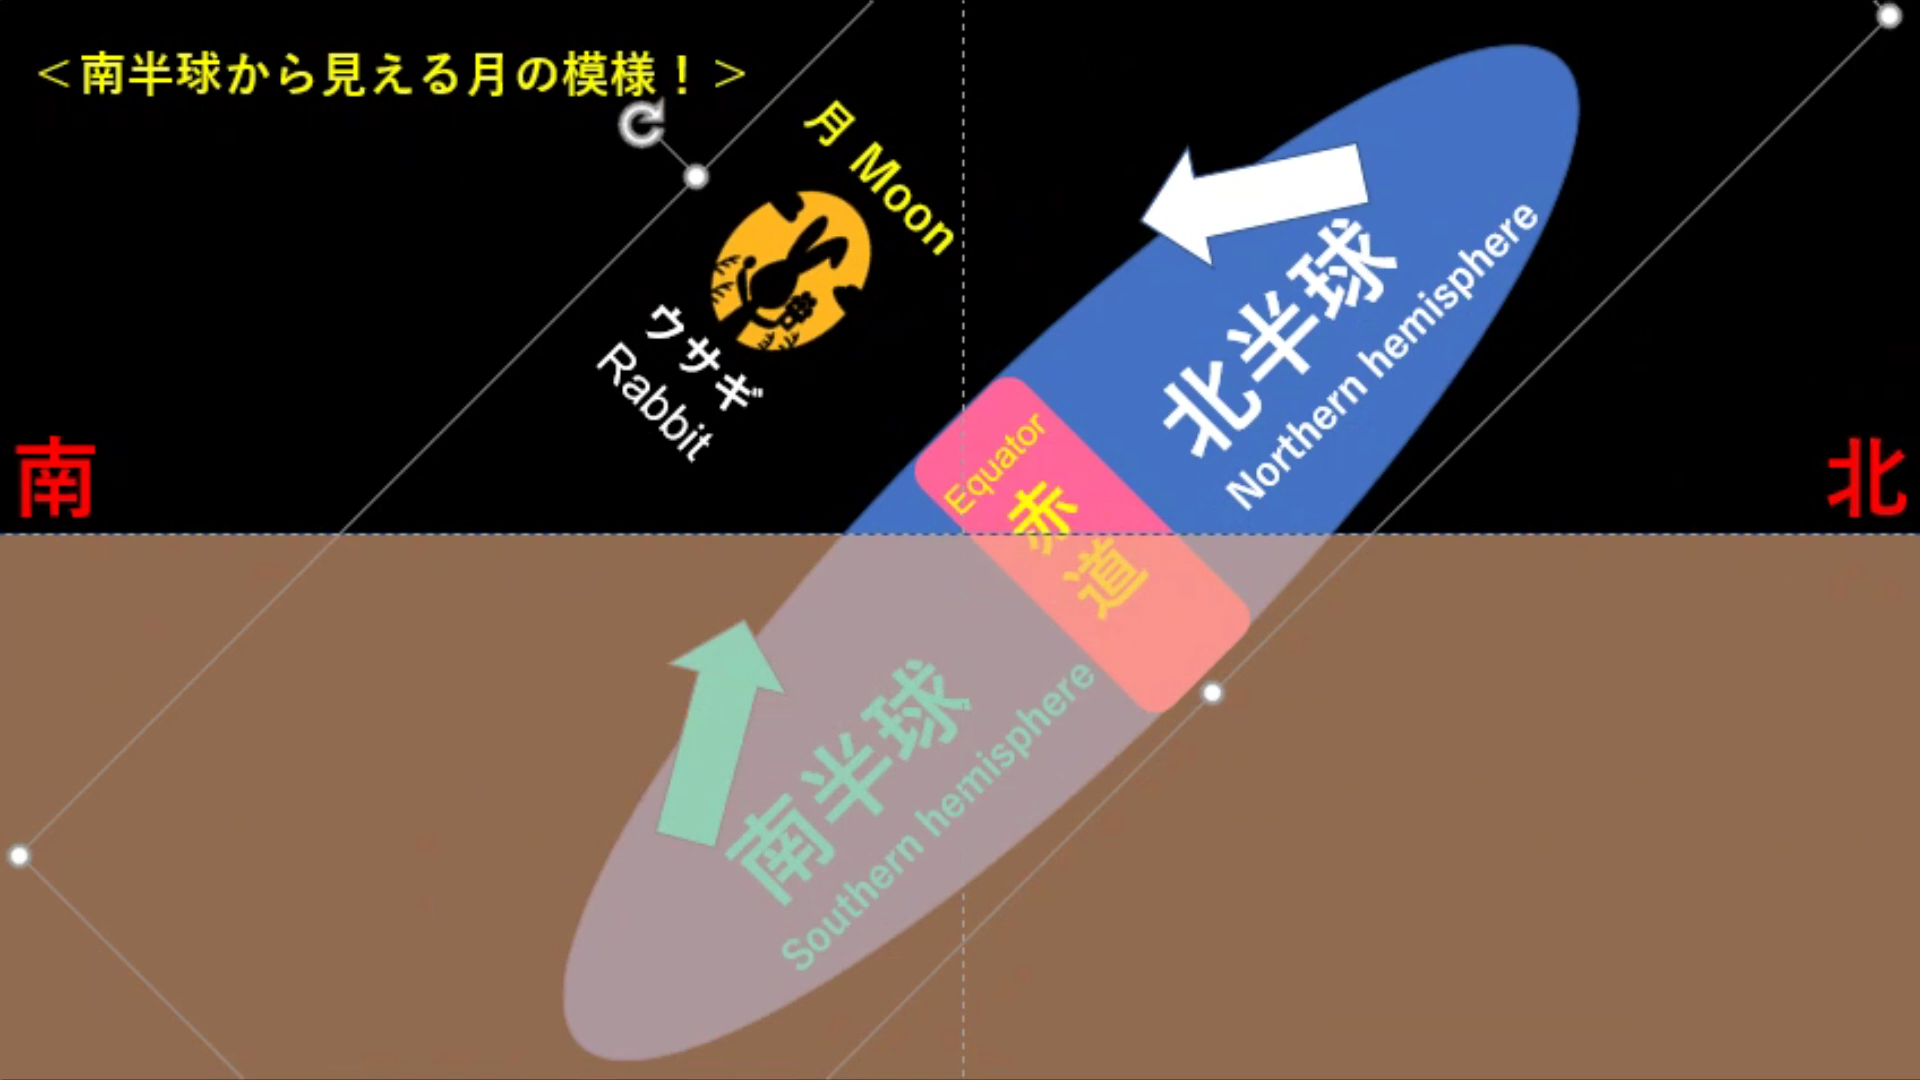 ＜南半球から見える月の模様！＞
月 Moon
ウサギ
Rabbit
南
北
北半球
Northern hemisphere
Equator
赤道
南半球
Southern hemisphere